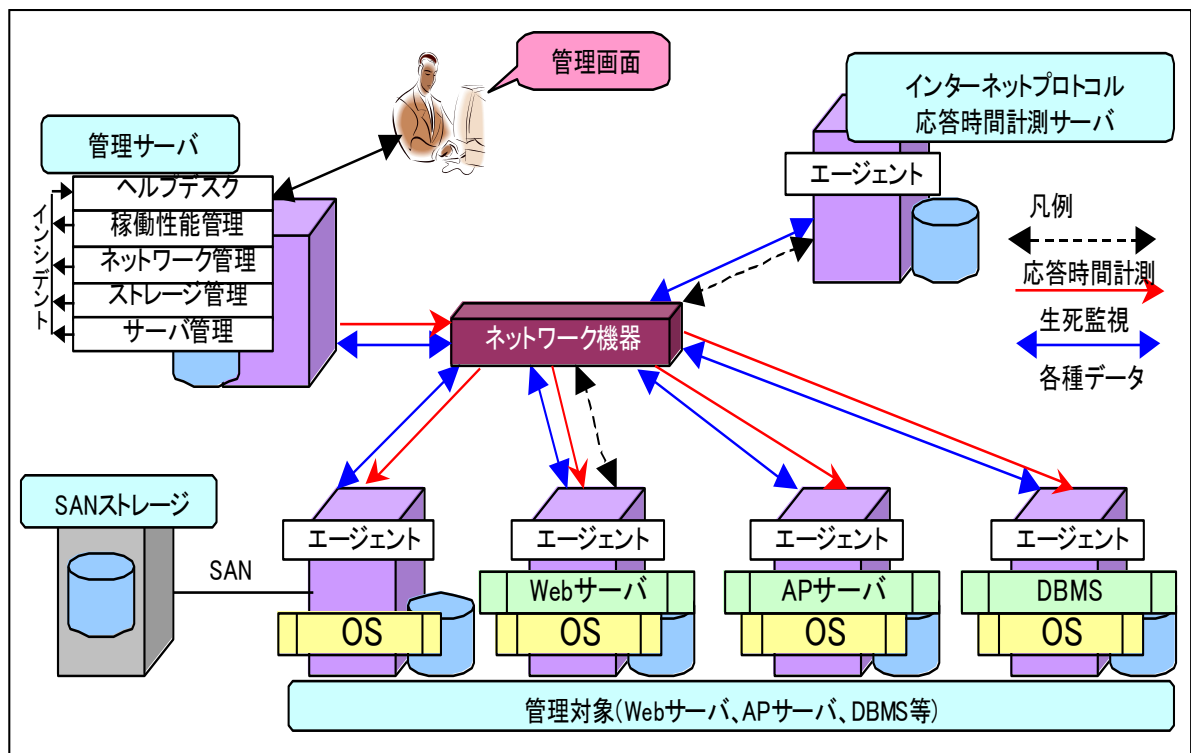 管理画面
インターネットプロトコル
応答時間計測サーバ
管理サーバ
エージェント
ヘルプデスク
稼働性能管理
ネットワーク管理
ストレージ管理
サーバ管理
インシデント
凡例
応答時間計測
生死監視
各種データ
ネットワーク機器
SANストレージ
SAN
エージェント
OS
エージェント
Webサーバ
OS
エージェント
APサーバ
OS
エージェント
DBMS
OS
管理対象(Webサーバ、APサーバ、DBMS等)